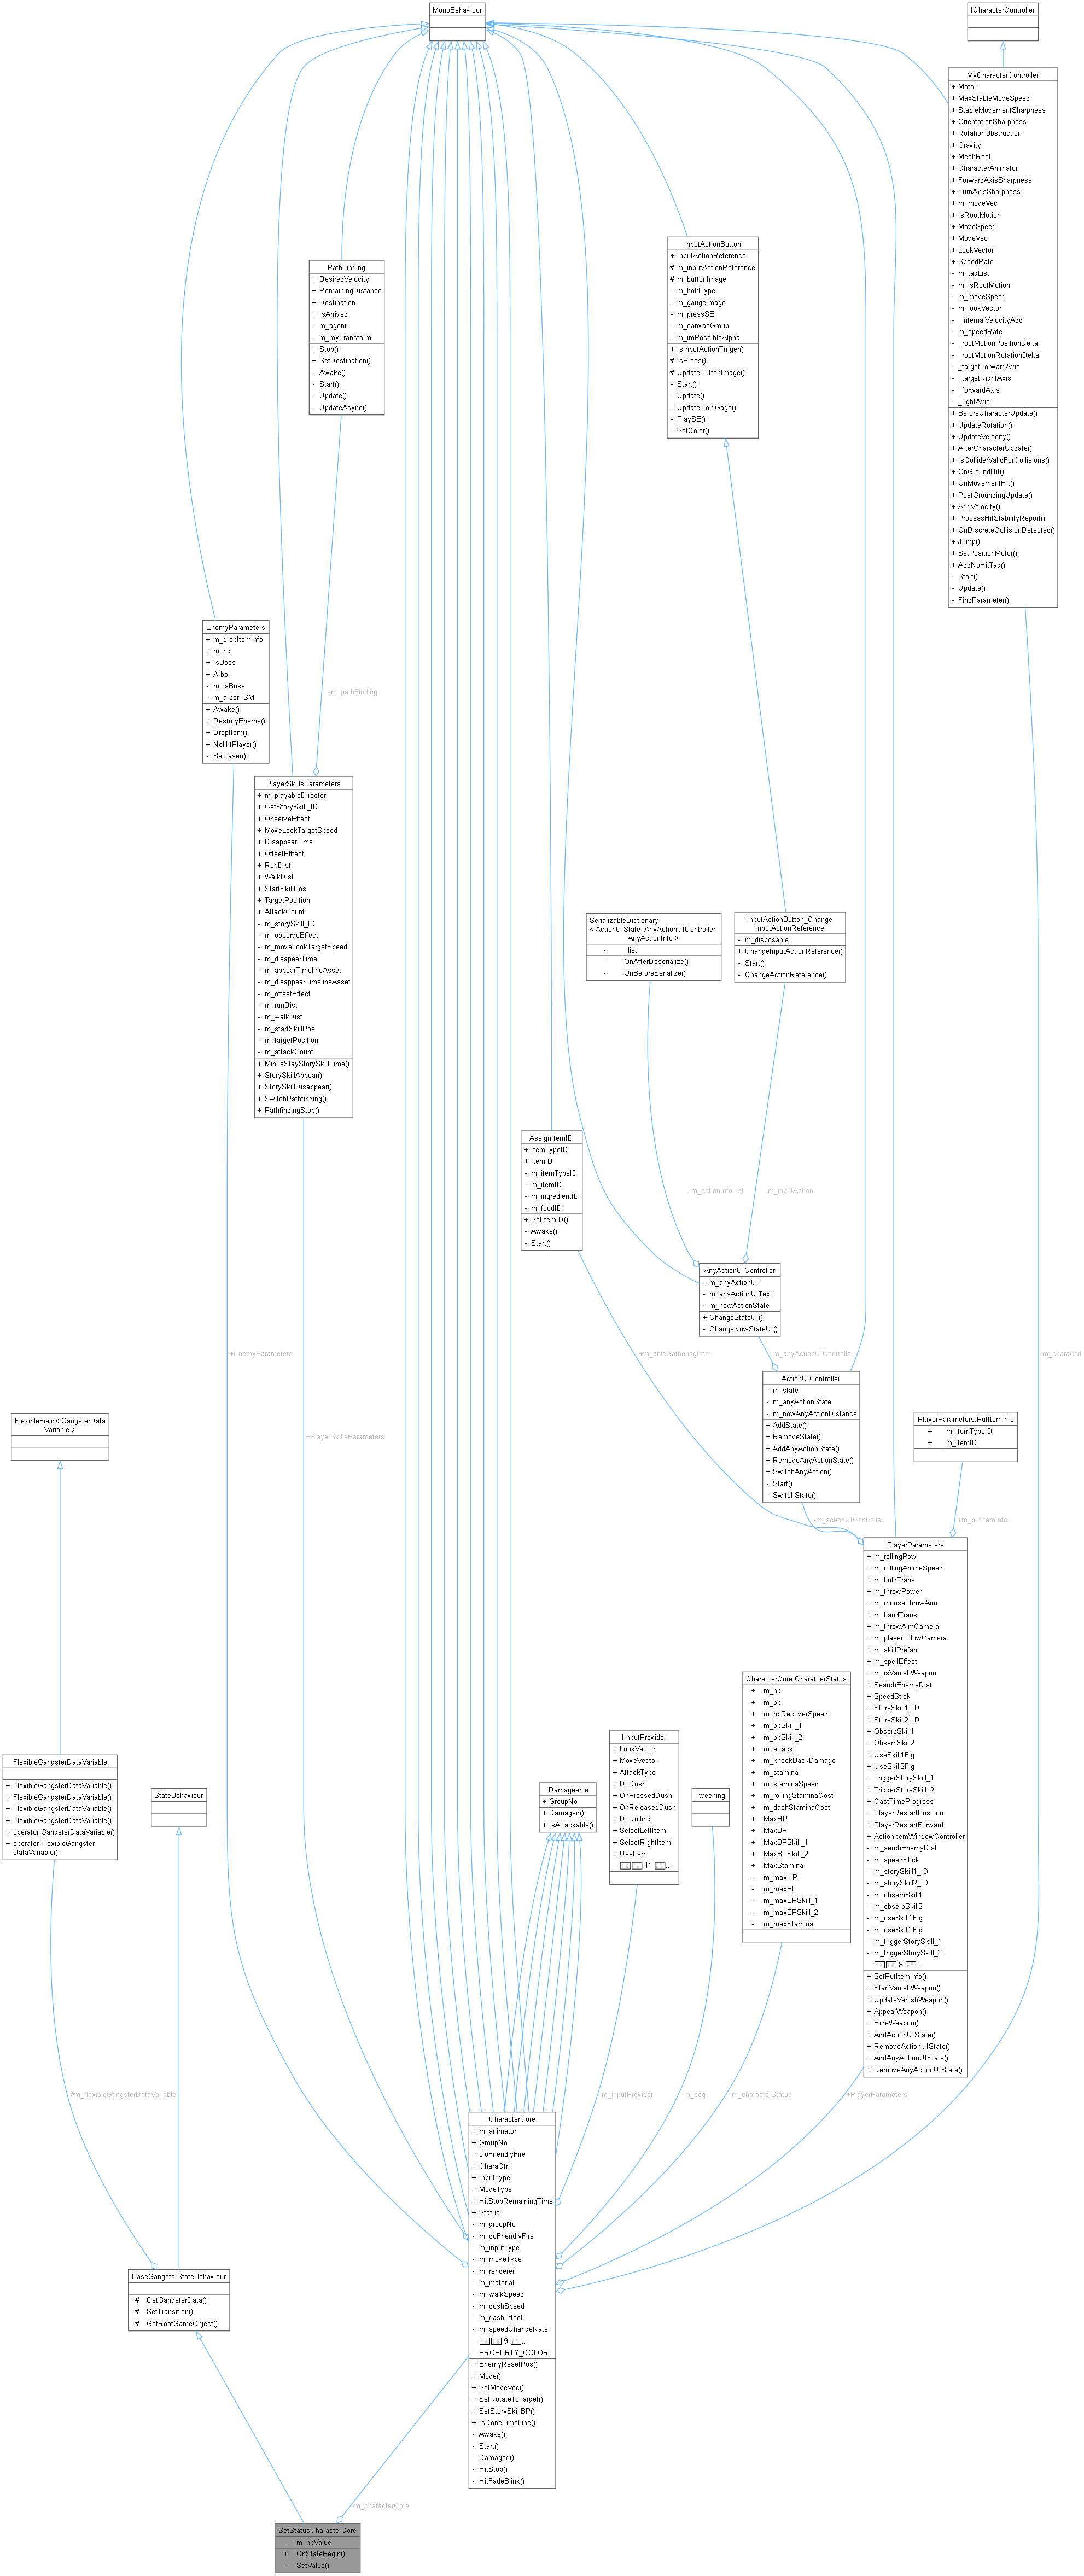 MonoBehaviour
ICharacterController
MyCharacterController
+ Motor
+ MaxStableMoveSpeed
+ StableMovementSharpness
+ OrientationSharpness
+ RotationObstruction
+ Gravity
+ MeshRoot
+ CharacterAnimator
+ ForwardAxisSharpness
+ TurnAxisSharpness
+ m_moveVec
+ IsRootMotion
+ MoveSpeed
+ MoveVec
+ LookVector
+ SpeedRate
- m_tagList
- m_isRootMotion
- m_moveSpeed
- m_lookVector
- _internalVelocityAdd
- m_speedRate
- _rootMotionPositionDelta
- _rootMotionRotationDelta
- _targetForwardAxis
- _targetRightAxis
- _forwardAxis
- _rightAxis
+ BeforeCharacterUpdate()
+ UpdateRotation()
+ UpdateVelocity()
+ AfterCharacterUpdate()
+ IsColliderValidForCollisions()
+ OnGroundHit()
+ OnMovementHit()
+ PostGroundingUpdate()
+ AddVelocity()
+ ProcessHitStabilityReport()
+ OnDiscreteCollisionDetected()
+ Jump()
+ SetPositionMotor()
+ AddNoHitTag()
- Start()
- Update()
- FindParameter()
InputActionButton
+ InputActionReference
# m_inputActionReference
# m_buttonImage
- m_holdType
- m_gaugeImage
- m_pressSE
- m_canvasGroup
- m_imPossibleAlpha
+ IsInputActionTrriger()
# IsPress()
# UpdateButtonImage()
- Start()
- Update()
- UpdateHoldGage()
- PlaySE()
- SetColor()
PathFinding
+ DesiredVelocity
+ RemainingDistance
+ Destination
+ IsArrived
- m_agent
- m_myTransform
+ Stop()
+ SetDestination()
- Awake()
- Start()
- Update()
- UpdateAsync()
EnemyParameters
+ m_dropItemInfo
+ m_rig
+ IsBoss
+ Arbor
- m_isBoss
- m_arborFSM
+ Awake()
+ DestroyEnemy()
+ DropItem()
+ NoHitPlayer()
- SetLayer()
-m_pathFinding
PlayerSkillsParameters
+ m_playableDirector
+ GetStorySkill_ID
+ ObserveEffect
+ MoveLookTargetSpeed
+ DisappearTime
+ OffsetEfffect
+ RunDist
+ WalkDist
+ StartSkillPos
+ TargetPosition
+ AttackCount
- m_storySkill_ID
- m_observeEffect
- m_moveLookTargetSpeed
- m_disapearTime
- m_appearTimelineAsset
- m_disappearTimelineAsset
- m_offsetEffect
- m_runDist
- m_walkDist
- m_startSkillPos
- m_targetPosition
- m_attackCount
+ MinusStayStorySkillTime()
+ StorySkillAppear()
+ StorySkillDisappear()
+ SwitchPathfinding()
+ PathfindingStop()
SerializableDictionary
< ActionUIState, AnyActionUIController.
AnyActionInfo >
- _list
- OnAfterDeserialize()
- OnBeforeSerialize()
InputActionButton_Change
InputActionReference
- m_disposable
+ ChangeInputActionReference()
- Start()
- ChangeActionReference()
AssignItemID
+ ItemTypeID
+ ItemID
- m_itemTypeID
- m_itemID
- m_ingredientID
- m_foodID
+ SetItemID()
- Awake()
- Start()
-m_actionInfoList
-m_inputAction
AnyActionUIController
- m_anyActionUI
- m_anyActionUIText
- m_nowActionState
+ ChangeStateUI()
- ChangeNowStateUI()
+EnemyParameters
+m_ableGatheringItem
-m_anyActionUIController
-m_charaCtrl
ActionUIController
- m_state
- m_anyActionState
- m_nowAnyActionDistance
+ AddState()
+ RemoveState()
+ AddAnyActionState()
+ RemoveAnyActionState()
+ SwitchAnyAction()
- Start()
- SwitchState()
FlexibleField< GangsterData
Variable >
PlayerParameters.PutItemInfo
+ m_itemTypeID
+ m_itemID
+PlayerSkillsParameters
-m_actionUIController
+m_putItemInfo
PlayerParameters
+ m_rollingPow
+ m_rollingAnimeSpeed
+ m_holdTrans
+ m_throwPower
+ m_mouseThrowAim
+ m_handTrans
+ m_throwAimCamera
+ m_playerfollowCamera
+ m_skillPrefab
+ m_spellEffect
+ m_isVanishWeapon
+ SearchEnemyDist
+ SpeedStick
+ StorySkill1_ID
+ StorySkill2_ID
+ ObserbSkill1
+ ObserbSkill2
+ UseSkill1Flg
+ UseSkill2Flg
+ TriggerStorySkill_1
+ TriggerStorySkill_2
+ CastTimeProgress
+ PlayerRestartPosition
+ PlayerRestartForward
+ ActionItemWindowController
- m_serchEnemyDist
- m_speedStick
- m_storySkill1_ID
- m_storySkill2_ID
- m_obserbSkill1
- m_obserbSkill2
- m_useSkill1Flg
- m_useSkill2Flg
- m_triggerStorySkill_1
- m_triggerStorySkill_2
8 ...
+ SetPutItemInfo()
+ StartVanishWeapon()
+ UpdateVanishWeapon()
+ AppearWeapon()
+ HideWeapon()
+ AddActionUIState()
+ RemoveActionUIState()
+ AddAnyActionUIState()
+ RemoveAnyActionUIState()
CharacterCore.CharatcerStatus
+ m_hp
+ m_bp
+ m_bpRecoverSpeed
+ m_bpSkill_1
+ m_bpSkill_2
+ m_attack
+ m_knockBackDamage
+ m_stamina
+ m_staminaSpeed
+ m_rollingStaminaCost
+ m_dashStaminaCost
+ MaxHP
+ MaxBP
+ MaxBPSkill_1
+ MaxBPSkill_2
+ MaxStamina
- m_maxHP
- m_maxBP
- m_maxBPSkill_1
- m_maxBPSkill_2
- m_maxStamina
IInputProvider
+ LookVector
+ MoveVector
+ AttackType
+ DoDush
+ OnPressedDush
+ OnReleasedDush
+ DoRolling
+ SelectLeftItem
+ SelectRightItem
+ UseItem
11 ...
FlexibleGangsterDataVariable
+ FlexibleGangsterDataVariable()
+ FlexibleGangsterDataVariable()
+ FlexibleGangsterDataVariable()
+ FlexibleGangsterDataVariable()
+ operator GangsterDataVariable()
+ operator FlexibleGangster
DataVariable()
StateBehaviour
IDamageable
+ GroupNo
+ Damaged()
+ IsAttackable()
Tweening
#m_flexibleGangsterDataVariable
-m_inputProvider
-m_seq
-m_characterStatus
+PlayerParameters
CharacterCore
+ m_animator
+ GroupNo
+ DoFriendlyFire
+ CharaCtrl
+ InputType
+ MoveType
+ HitStopRemainingTime
+ Status
- m_groupNo
- m_doFriendlyFire
- m_inputType
- m_moveType
- m_renderer
- m_material
- m_walkSpeed
- m_dushSpeed
- m_dashEffect
- m_speedChangeRate
9 ...
- PROPERTY_COLOR
+ EnemyResetPos()
+ Move()
+ SetMoveVec()
+ SetRotateToTarget()
+ SetStorySkillBP()
+ IsDoneTimeLine()
- Awake()
- Start()
- Damaged()
- HitStop()
- HitFadeBlink()
BaseGangsterStateBehaviour
# GetGangsterData()
# SetTransition()
# GetRootGameObject()
-m_characterCore
SetStatusCharacterCore
- m_hpValue
+ OnStateBegin()
- SetValue()